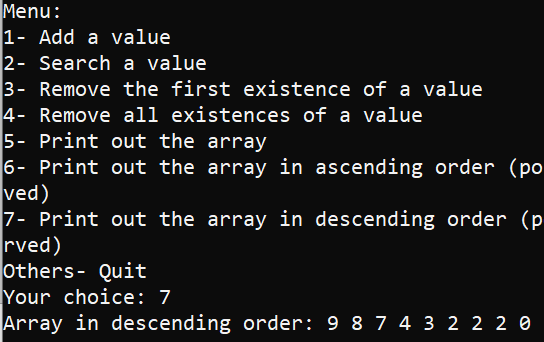 Menu:
1- Add a value
2- Search a value
3- Remove the first existence of a value
4- Remove all existences of a value
5- Print out the array
6- Print out the array in ascending order (po
ved)
7- Print out the array in descending order (p
rved)
Others- Quit
Your choice: 7
Array in descending order: 9 8 7 4 3 2 2 2 0